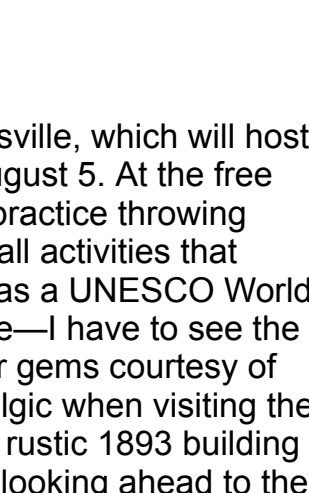 sville, which will host
gust 5. At the free
practice throwing
all activities that
as a UNESCO World
e—I have to see the
r gems courtesy of
lgic when visiting the
rustic 1893 building
looking ahead to the